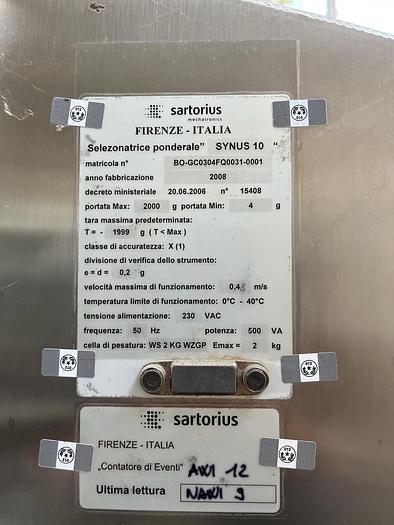 sartorius
mechatronics
FIRENZE - ITALIA
Selezonatrice ponderale" SYNUS 10 "
matricola n° BO-GC0304FQ0031-0001
anno fabbricazione 2008
decreto ministeriale 20.06.2006 n° 15408
portata Max: 2000 g portata Min: 4 g
tara massima predeterminata:
T = - 1999 g ( T < Max )
classe di accuratezza: X (1)
divisione di verifica dello strumento:
e = d = 0,2 g
velocità massima di funzionamento: 0,4 m/s
temperatura limite di funzionamento: 0°C - 40°C
tensione alimentazione: 230 VAC
frequenza: 50 Hz potenza: 500 VA
cella di pesatura: WS 2 KG WZGP Emax = 2 kg
sartorius
FIRENZE - ITALIA
„Contatore di Eventi" AWI 12
Ultima lettura NAWI 9